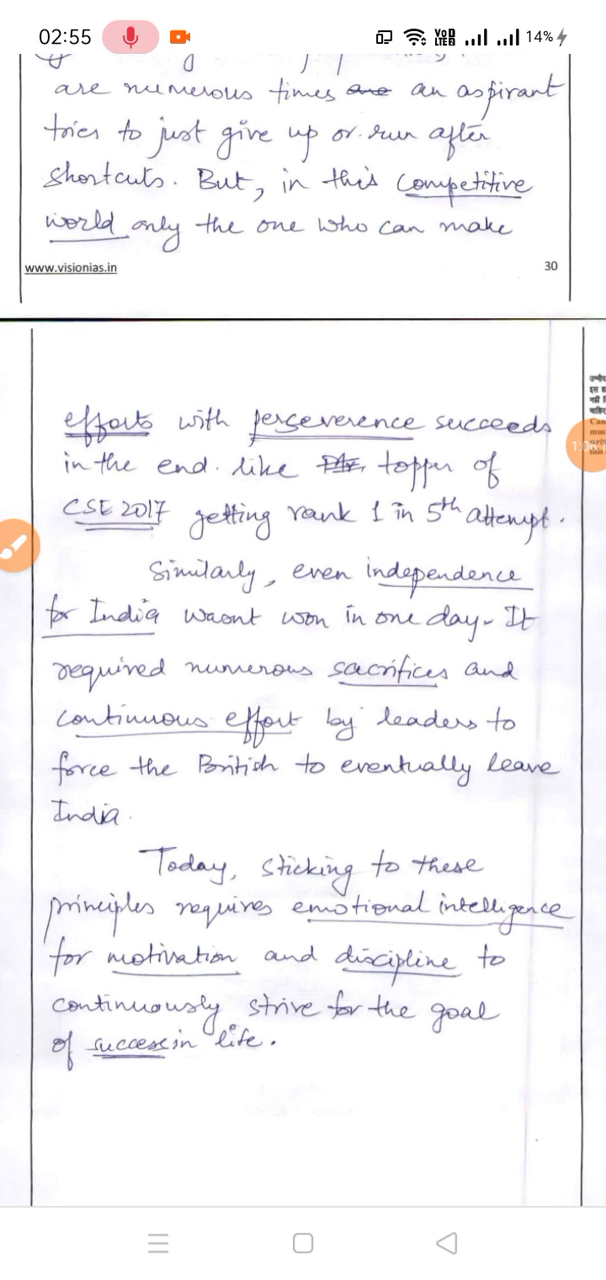 02:55
VoI)
LTE2
14%
are numerous times are an aspirant
tries to just give up or run after
shortcuts. But, in this competitive
world only the one who can make
www.visionias.in
30
efforts with perseverence succeeds
in the end. like topper of
CSE 2017 getting rank 1 in 5th attempt.
Similarly, even independence
for India wasnt won in one day. It
required numerous sacrifices and
continuous effort by leaders to
force the British to eventually leave
India.
Today, sticking to these
principles requires emotional intelligence
for motivation and discipline to
continuously strive for the goal
of success in life.